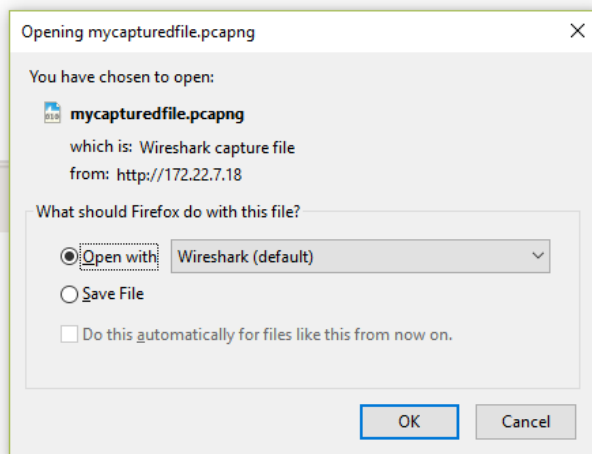 Opening mycapturedfile.pcapng
You have chosen to open:
mycapturedfile.pcapng
which is: Wireshark capture file
from: http://172.22.7.18
What should Firefox do with this file?
Open with Wireshark (default)
Save File
Do this automatically for files like this from now on.
OK Cancel